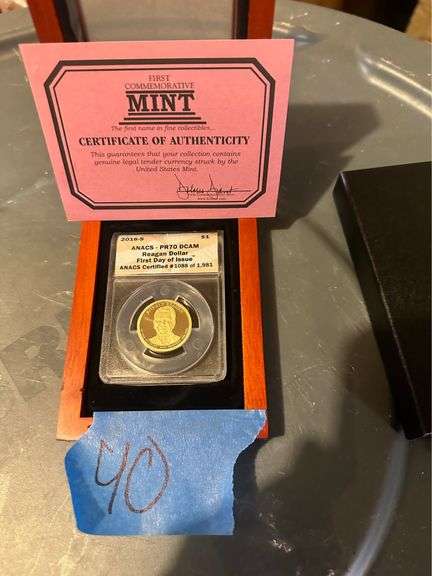 FIRST
COMMEMORATIVE
MINT
The first name in fine collectibles...
CERTIFICATE OF AUTHENTICITY
This guarantees that your collection contains
genuine legal tender currency struck by the
United States Mint.
2016-S $1
ANACS - PR70 DCAM
Reagan Dollar
First Day of Issue
ANACS Certified #1088 of 1,981
40